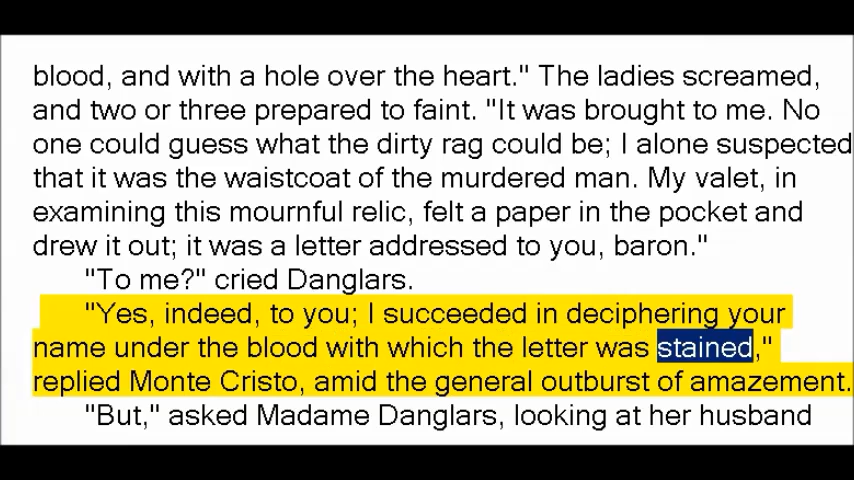 blood, and with a hole over the heart." The ladies screamed,
and two or three prepared to faint. "It was brought to me. No
one could guess what the dirty rag could be; I alone suspected
that it was the waistcoat of the murdered man. My valet, in
examining this mournful relic, felt a paper in the pocket and
drew it out; it was a letter addressed to you, baron."
"To me?" cried Danglars.
"Yes, indeed, to you; I succeeded in deciphering your
name under the blood with which the letter was stained,"
replied Monte Cristo, amid the general outburst of amazement.
"But," asked Madame Danglars, looking at her husband